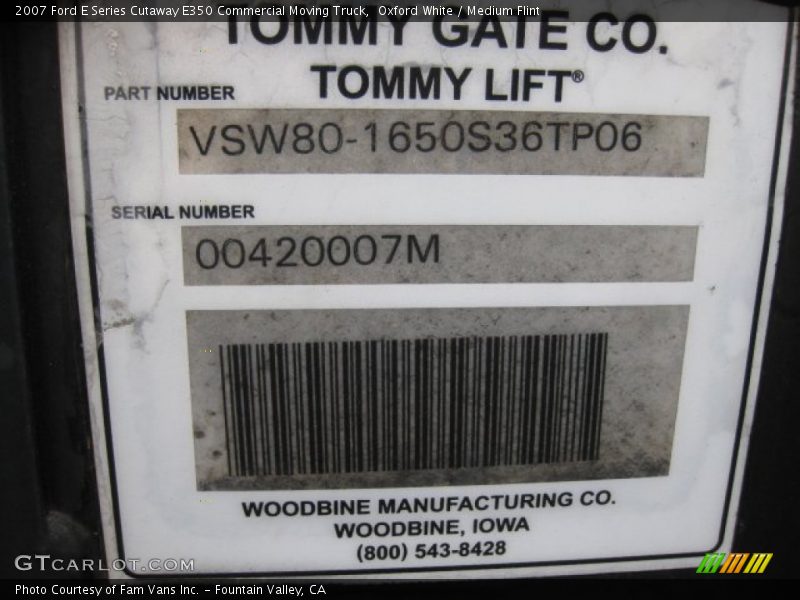 2007 Ford E Series Cutaway E350 Commercial Moving Truck, Oxford White / Medium Flint
TOMMY GATE CO.
TOMMY LIFT®
PART NUMBER
VSW80-1650S36TP06
SERIAL NUMBER
00420007M
WOODBINE MANUFACTURING CO.
WOODBINE, IOWA
(800) 543-8428
GTCARLOT.COM
Photo Courtesy of Fam Vans Inc. – Fountain Valley, CA